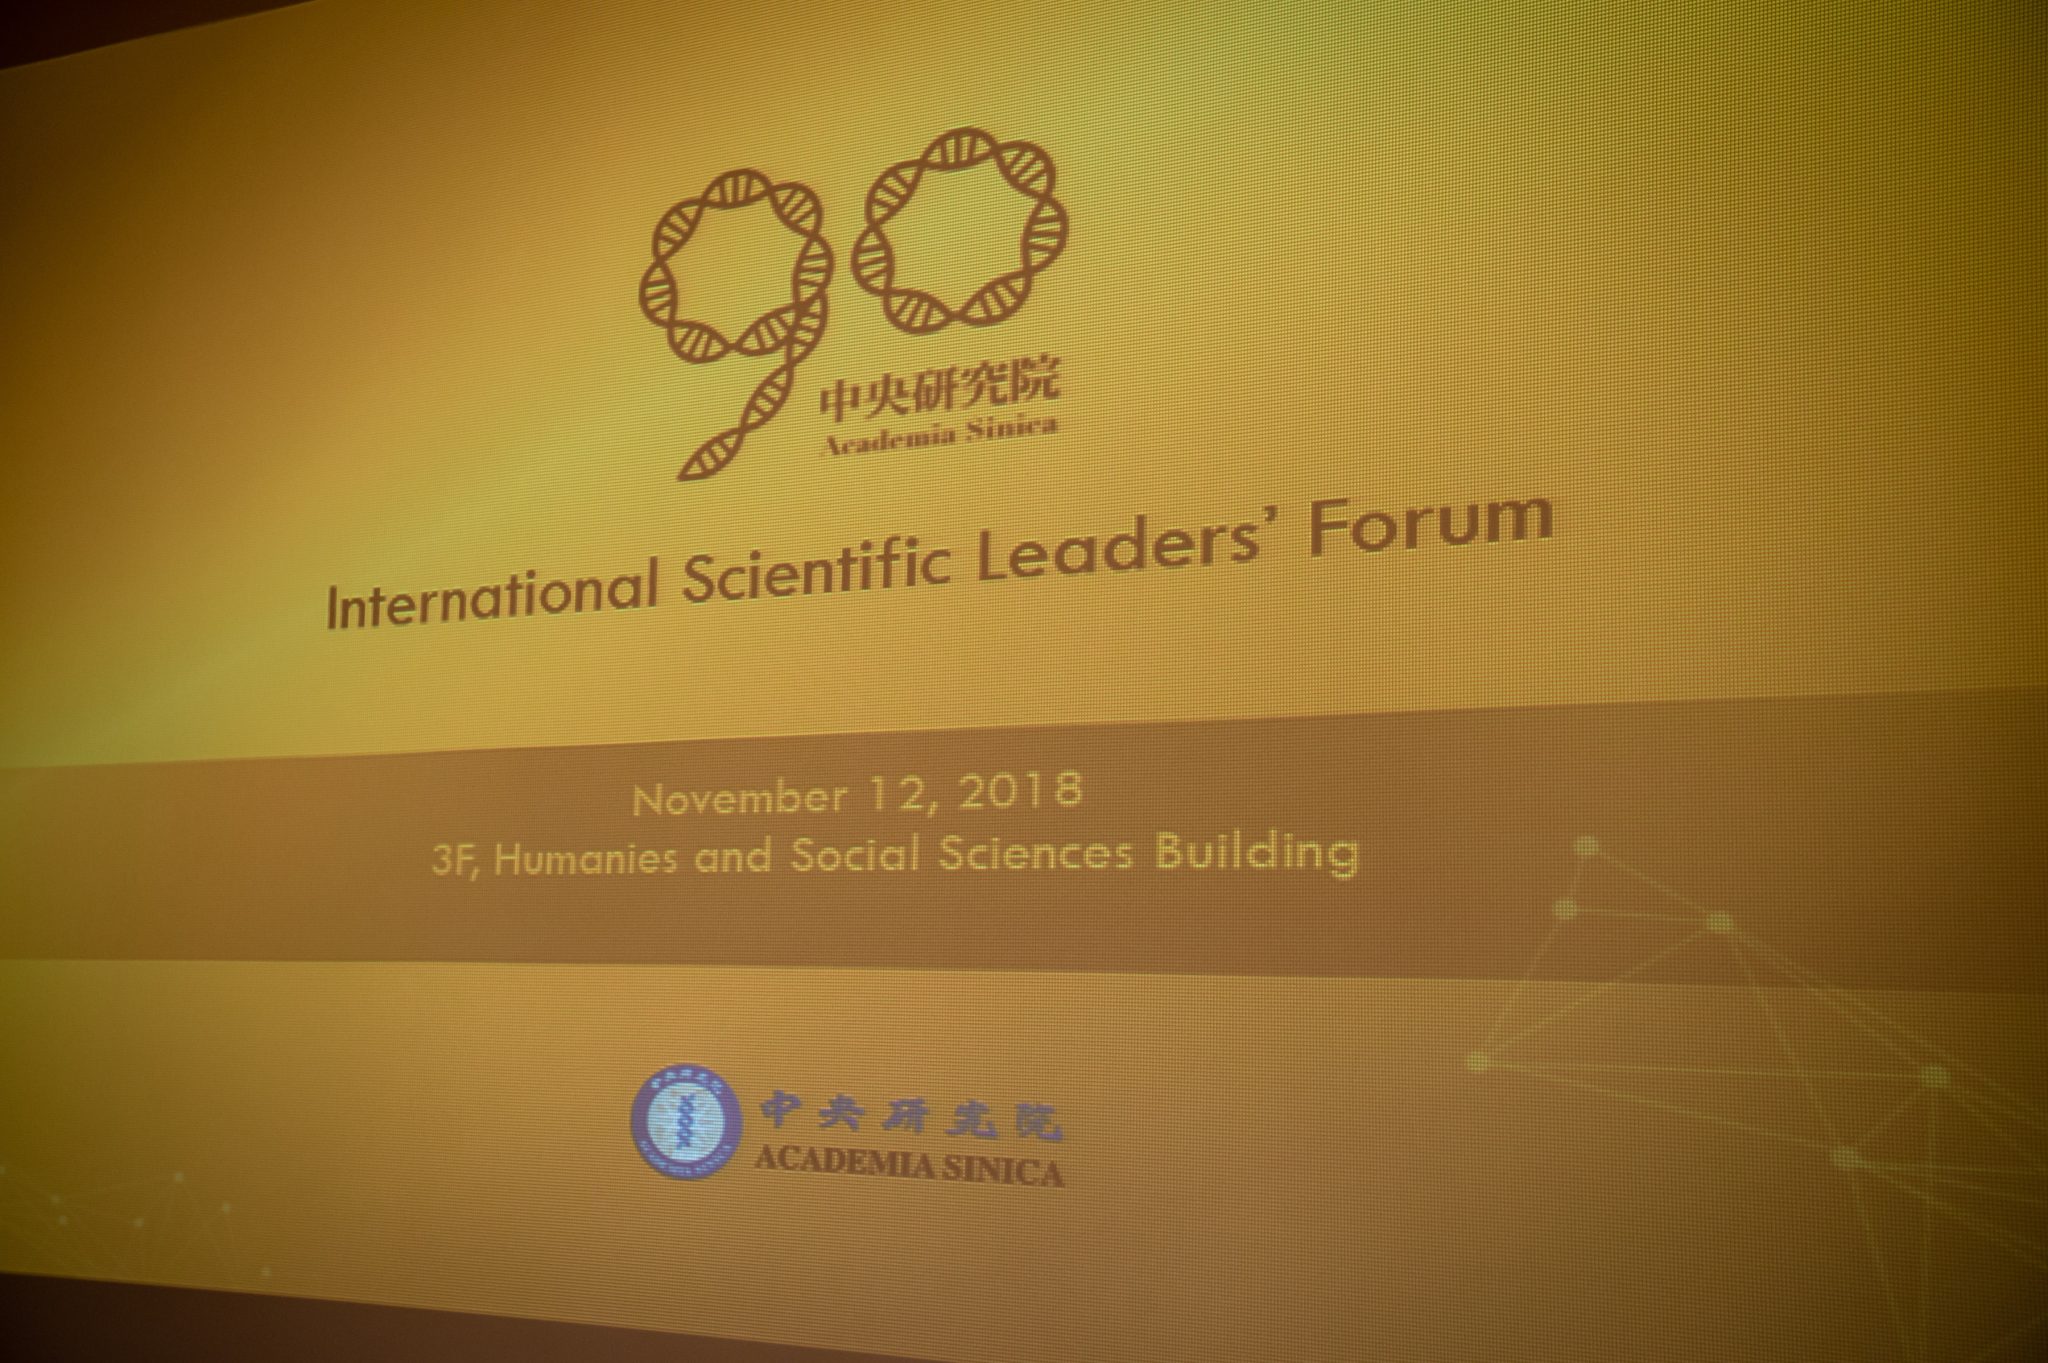 90
中央研究院
Academia Sinica
International Scientific Leaders’ Forum
November 12, 2018
3F, Humanies and Social Sciences Building
中央研究院
ACADEMIA SINICA